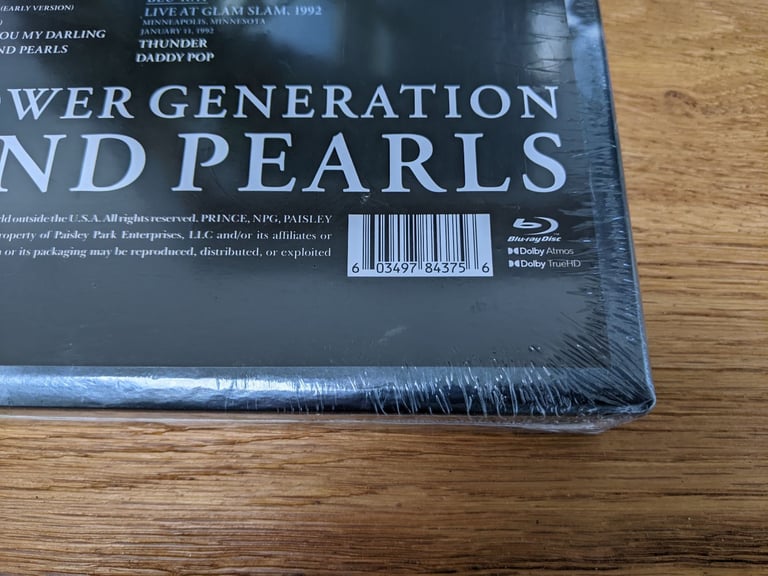 (EARLY VERSION)
OU MY DARLING
ND PEARLS
BLU-RAY
LIVE AT GLAM SLAM, 1992
MINNEAPOLIS, MINNESOTA
JANUARY 11, 1992
THUNDER
DADDY POP
OWER GENERATION
ND PEARLS
ld outside the U.S.A. All rights reserved. PRINCE, NPG, PAISLEY
roperty of Paisley Park Enterprises, LLC and/or its affiliates or
n or its packaging may be reproduced, distributed, or exploited
6 03497 84375 6
Blu-ray Disc
Dolby Atmos
Dolby TrueHD